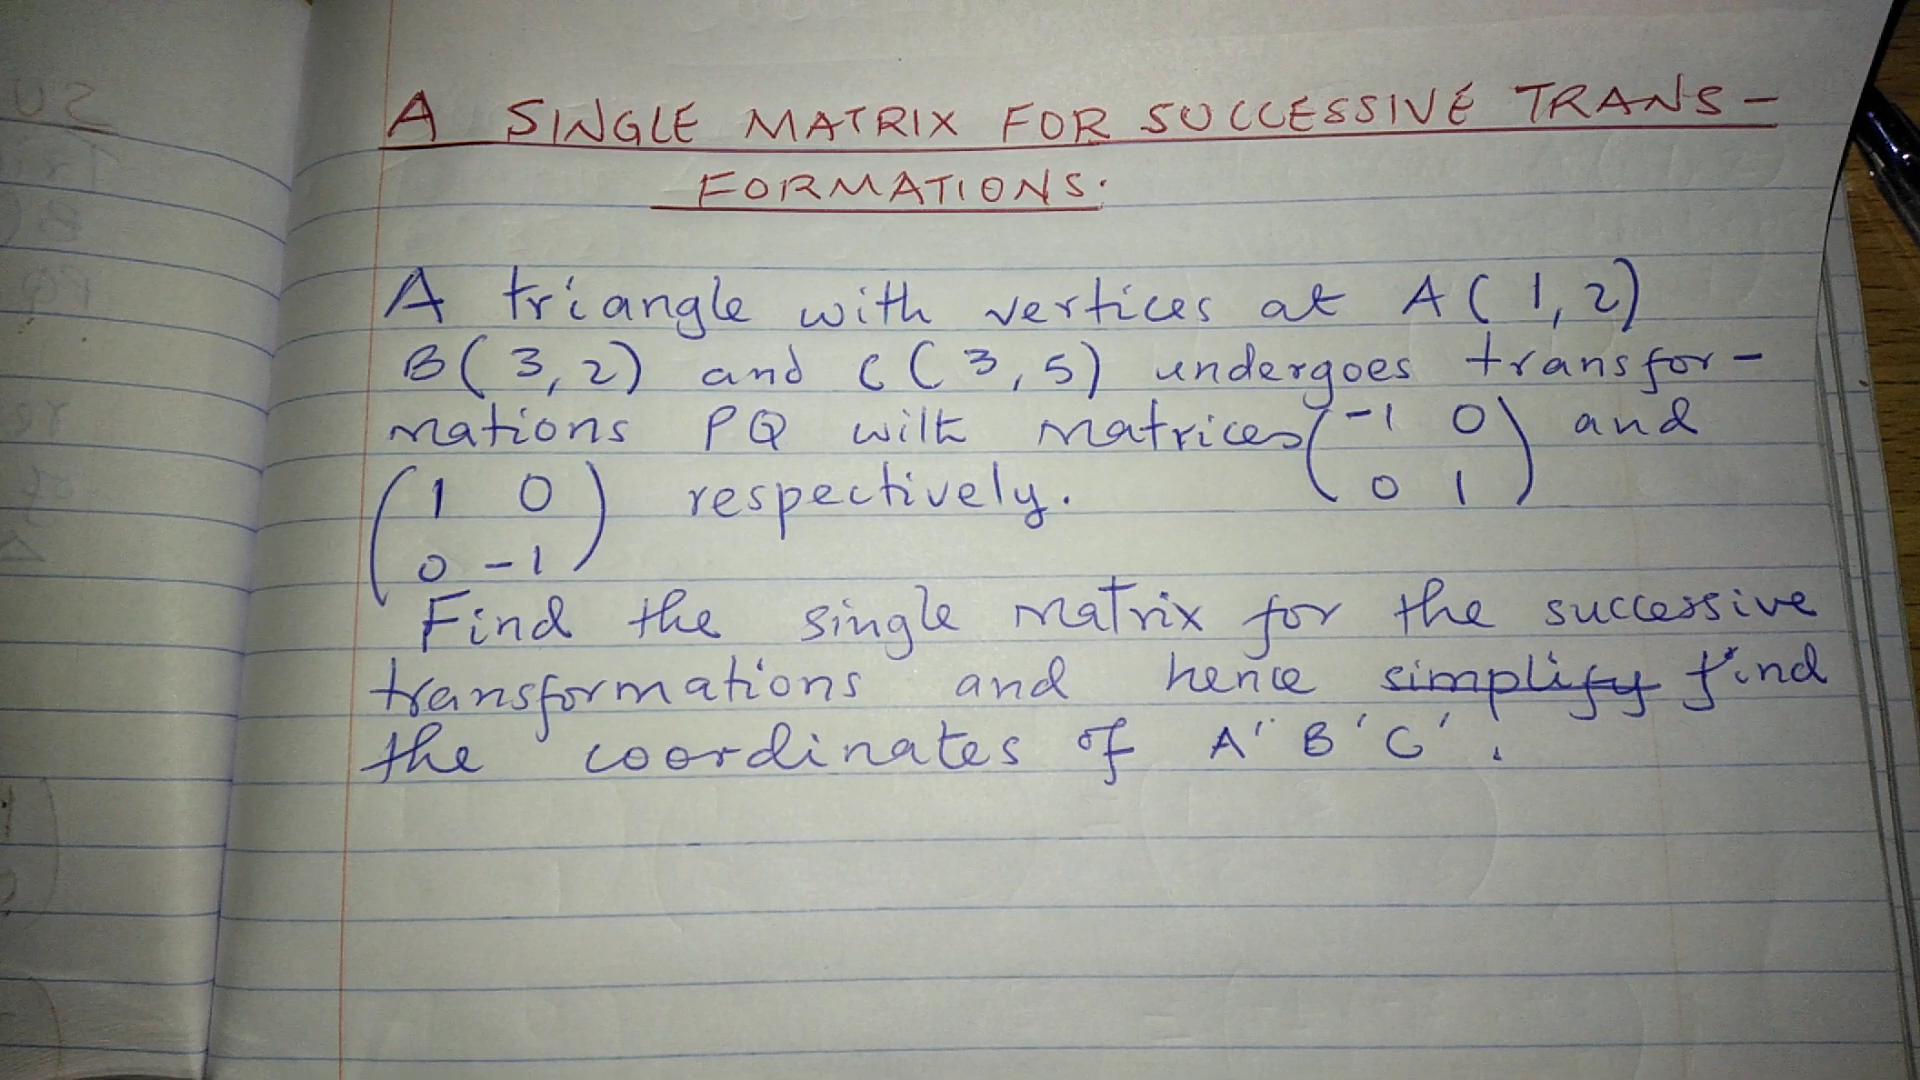 A SINGLE MATRIX FOR SUCCESSIVE TRANS-
FORMATIONS:
A triangle with vertices at A(1,2)
B(3,2) and C(3,5) undergoes transfor-
mations PQ with matrices (-1 0 and
0 1)
(1 0 respectively.
0 -1)
Find the single matrix for the successive
transformations and hence simplify find
the coordinates of A' B' C'.